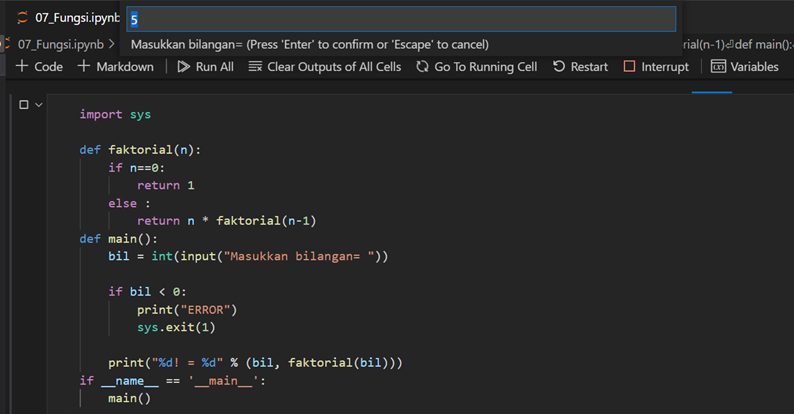 07_Fungsi.ipynb
5
07_Fungsi.ipynb >
Masukkan bilangan= (Press 'Enter' to confirm or 'Escape' to cancel)
rial(n-1)⏎def main():
+ Code + Markdown | Run All Clear Outputs of All Cells Go To Running Cell Restart Interrupt | Variables
import sys
def faktorial(n):
if n==0:
return 1
else :
return n * faktorial(n-1)
def main():
bil = int(input("Masukkan bilangan= "))
if bil < 0:
print("ERROR")
sys.exit(1)
print("%d! = %d" % (bil, faktorial(bil)))
if __name__ == '__main__':
main()